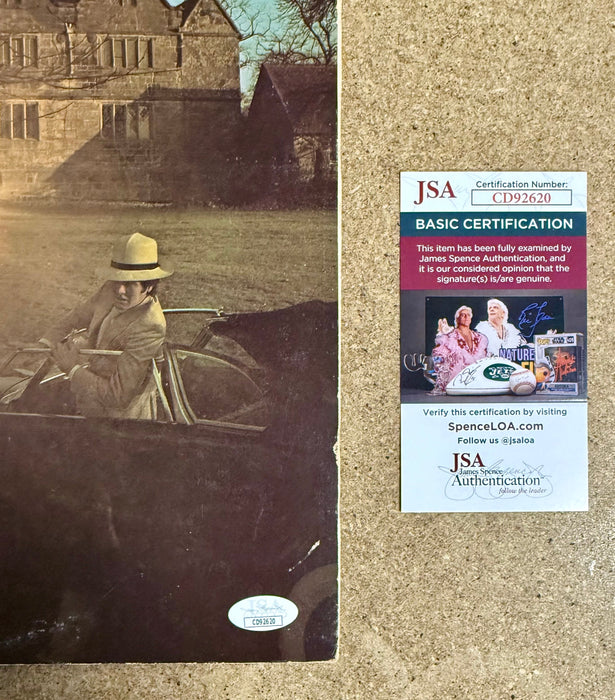 JSA
Certification Number:
CD92620
BASIC CERTIFICATION
This item has been fully examined by
James Spence Authentication, and
it is our considered opinion that the
signature(s) is/are genuine.
NATURE
JETS
Verify this certification by visiting
SpenceLOA.com
Follow us @jsaloa
JSA
James Spence
Authentication
follow the leader
CD92620